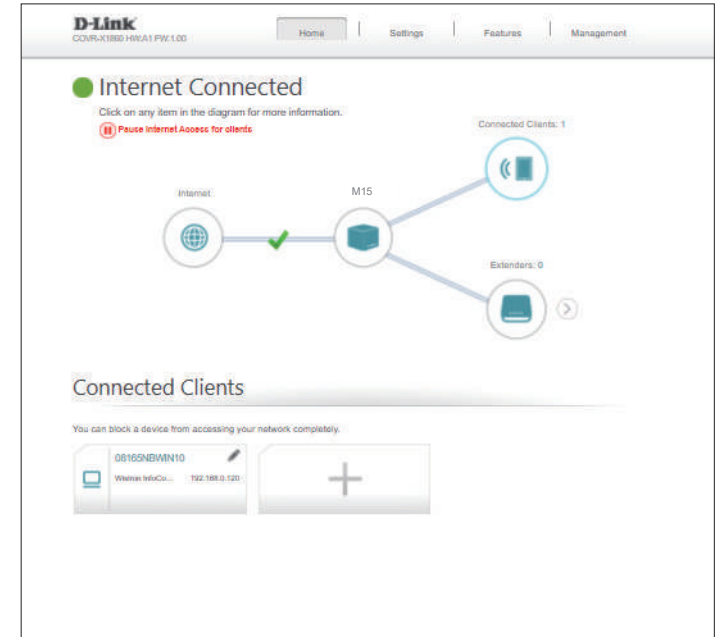 D-Link
COVR-X1860 HW:A1 FW:1.00
Home
Settings
Features
Management
Internet Connected
Click on any item in the diagram for more information.
Pause Internet Access for clients
Connected Clients: 1
Internet
M15
Extenders: 0
Connected Clients
You can block a device from accessing your network completely.
08165NBWIN10
Wistron InfoCo... 192.168.0.120